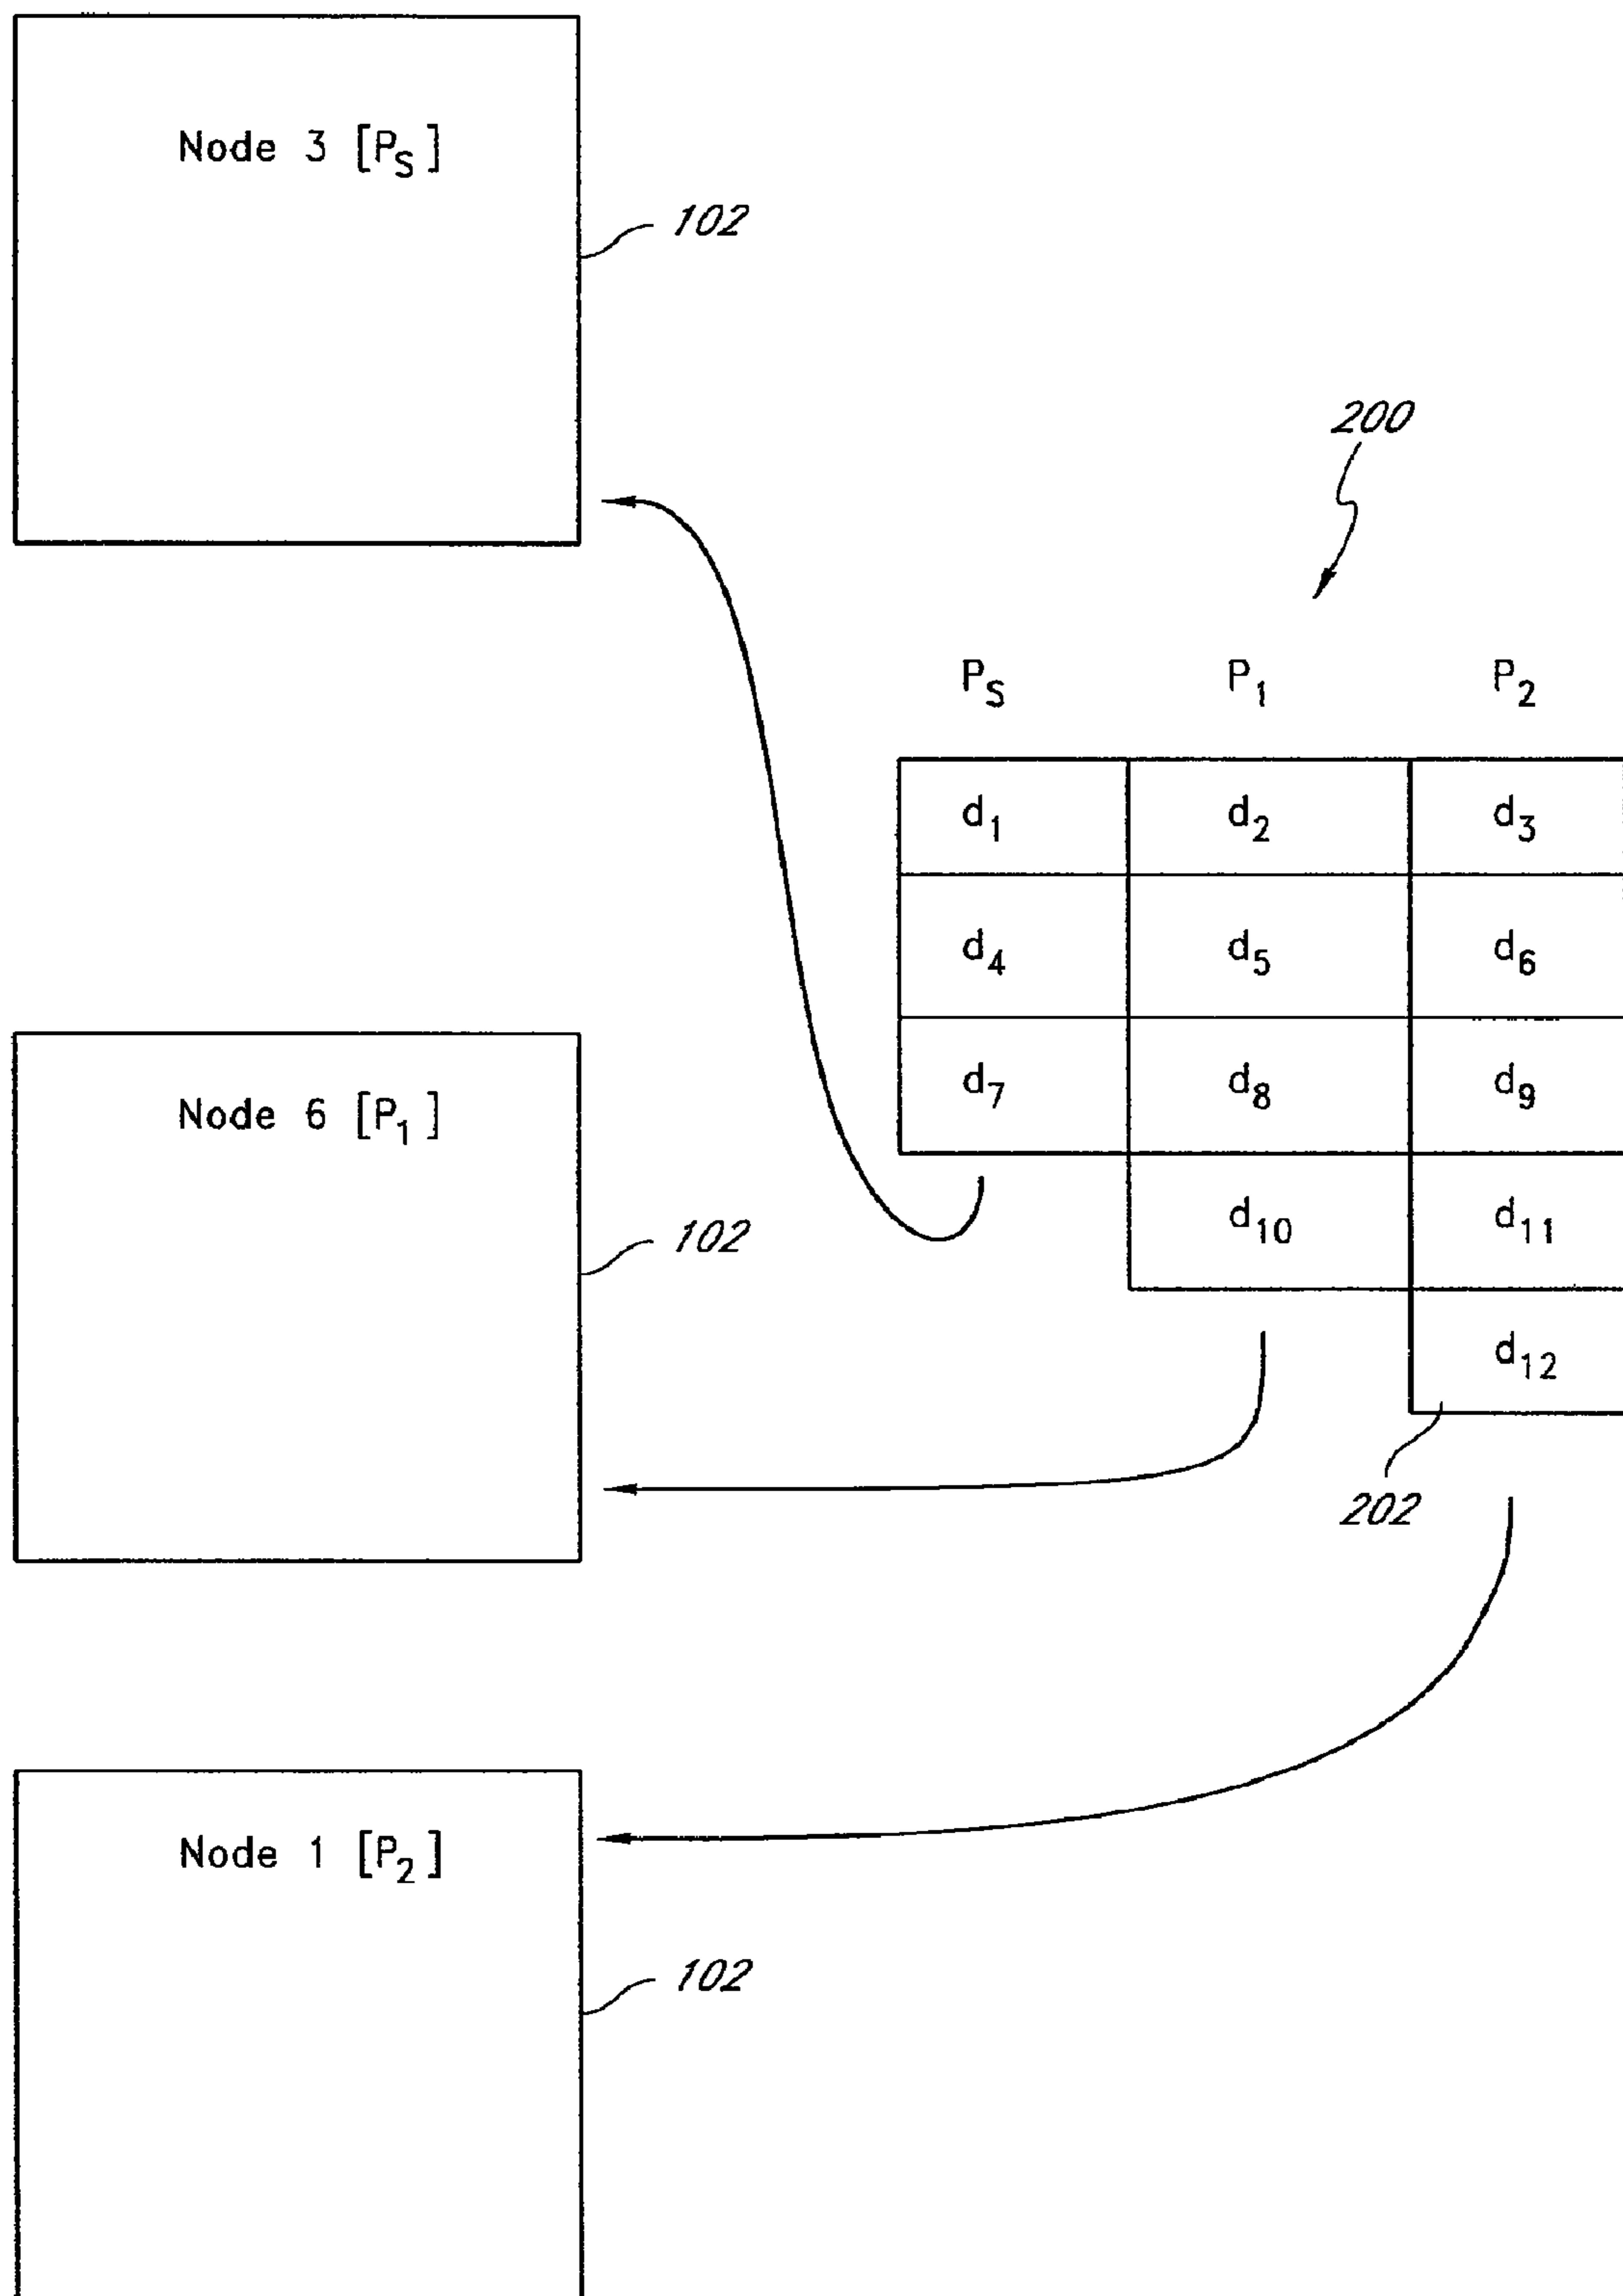 Node 3 [P_S]
102
200
P_S P_1 P_2
d_1 d_2 d_3
d_4 d_5 d_6
d_7 d_8 d_9
Node 6 [P_1]
102
d_10 d_11
d_12
202
Node 1 [P_2]
102